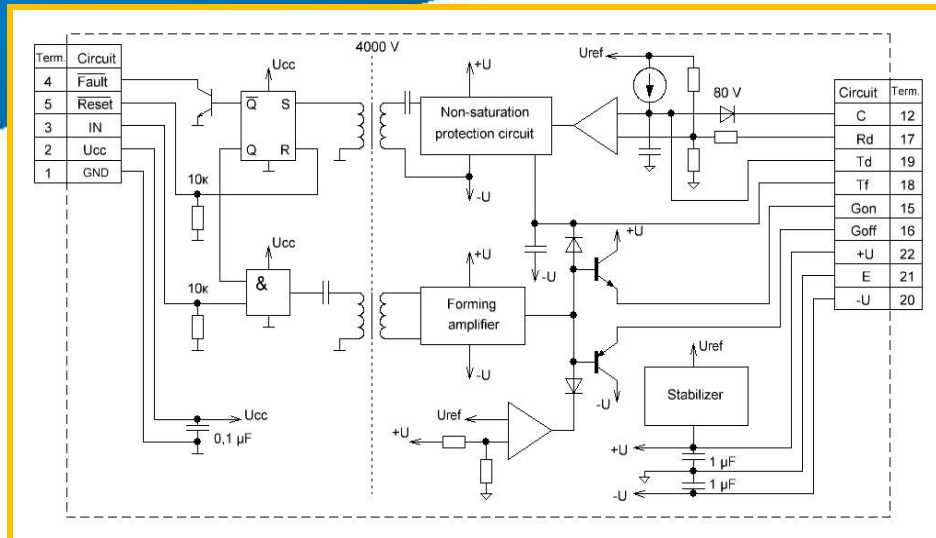 4000 V
Term. Circuit
4 Fault
5 Reset
3 IN
2 Ucc
1 GND
Ucc
Q S
Q R
10к
Ucc
&
10к
Ucc
0,1 µF
+U
Non-saturation
protection circuit
-U
Uref
80 V
+U
-U
+U
Forming
amplifier
-U
-U
Uref
+U
Uref
Stabilizer
+U
1 µF
1 µF
-U
Circuit Term.
C 12
Rd 17
Td 19
Tf 18
Gon 15
Goff 16
+U 22
E 21
-U 20